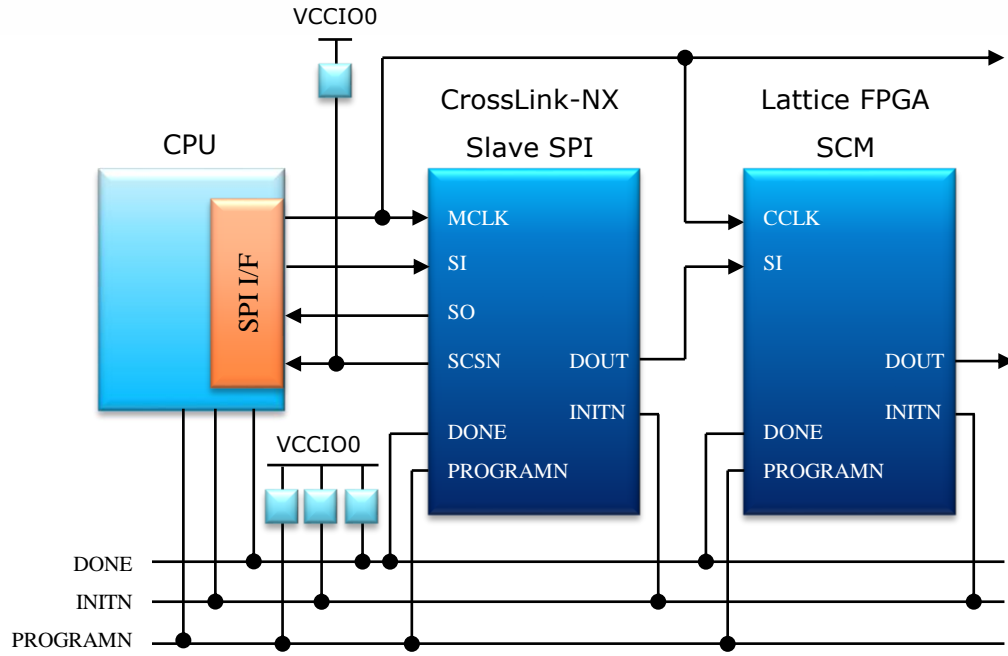 VCCIO0
CrossLink-NX
Slave SPI
Lattice FPGA
SCM
CPU
SPI I/F
MCLK
SI
SO
SCSN
DOUT
INITN
DONE
PROGRAMN
CCLK
SI
DOUT
INITN
DONE
PROGRAMN
VCCIO0
DONE
INITN
PROGRAMN